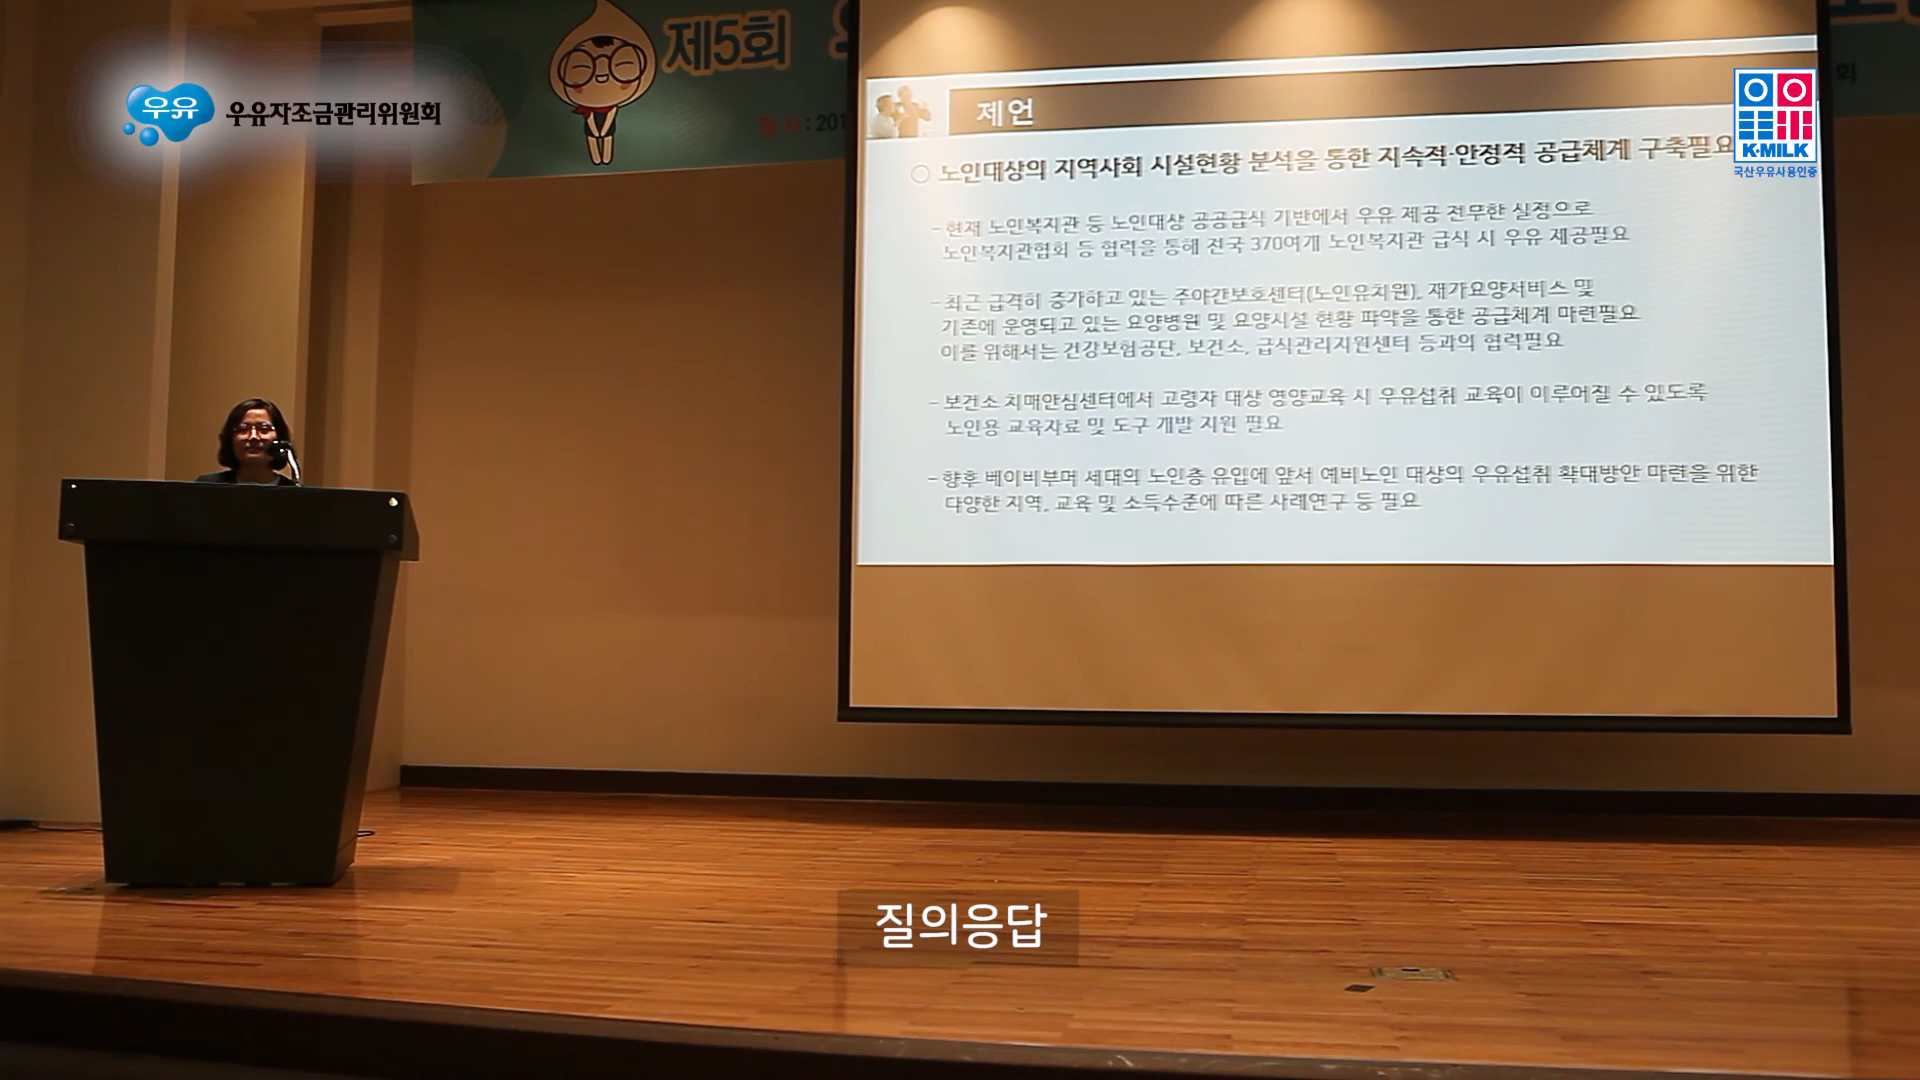 우유 우유자조금관리위원회
제5회
: 201
회
K·MILK
국산우유사용인증
제언
○ 노인대상의 지역사회 시설현황 분석을 통한 지속적·안정적 공급체계 구축필요
- 현재 노인복지관 등 노인대상 공공급식 기반에서 우유 제공 전무한 실정으로
노인복지관협회 등 협력을 통해 전국 370여개 노인복지관 급식 시 우유 제공필요
- 최근 급격히 증가하고 있는 주야간보호센터(노인유치원), 재가요양서비스 및
기존에 운영되고 있는 요양병원 및 요양시설 현황 파악을 통한 공급체계 마련필요
이를 위해서는 건강보험공단, 보건소, 급식관리지원센터 등과의 협력필요
- 보건소 치매안심센터에서 고령자 대상 영양교육 시 우유섭취 교육이 이루어질 수 있도록
노인용 교육자료 및 도구 개발 지원 필요
- 향후 베이비부머 세대의 노인층 유입에 앞서 예비노인 대상의 우유섭취 확대방안 마련을 위한
다양한 지역, 교육 및 소득수준에 따른 사례연구 등 필요
질의응답